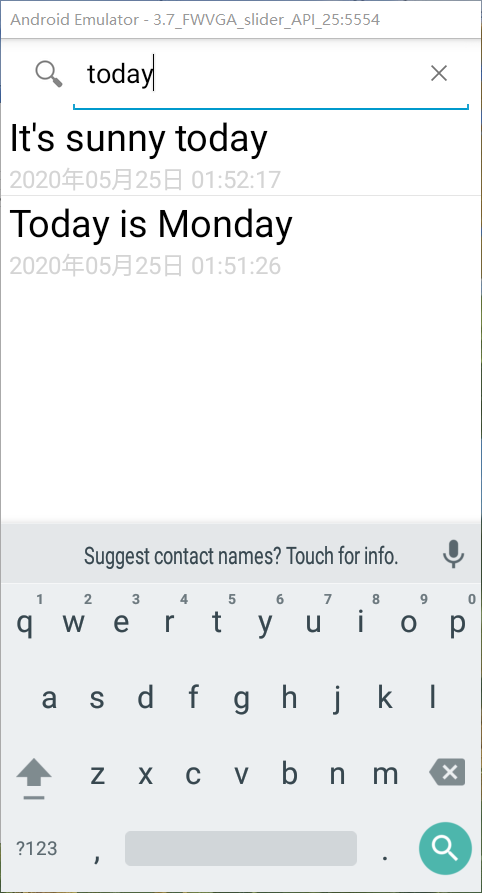 Android Emulator - 3.7_FWVGA_slider_API_25:5554
today
It's sunny today
2020年05月25日 01:52:17
Today is Monday
2020年05月25日 01:51:26
Suggest contact names? Touch for info.
1 2 3 4 5 6 7 8 9 0
q w e r t y u i o p
a s d f g h j k l
z x c v b n m
?123 , .